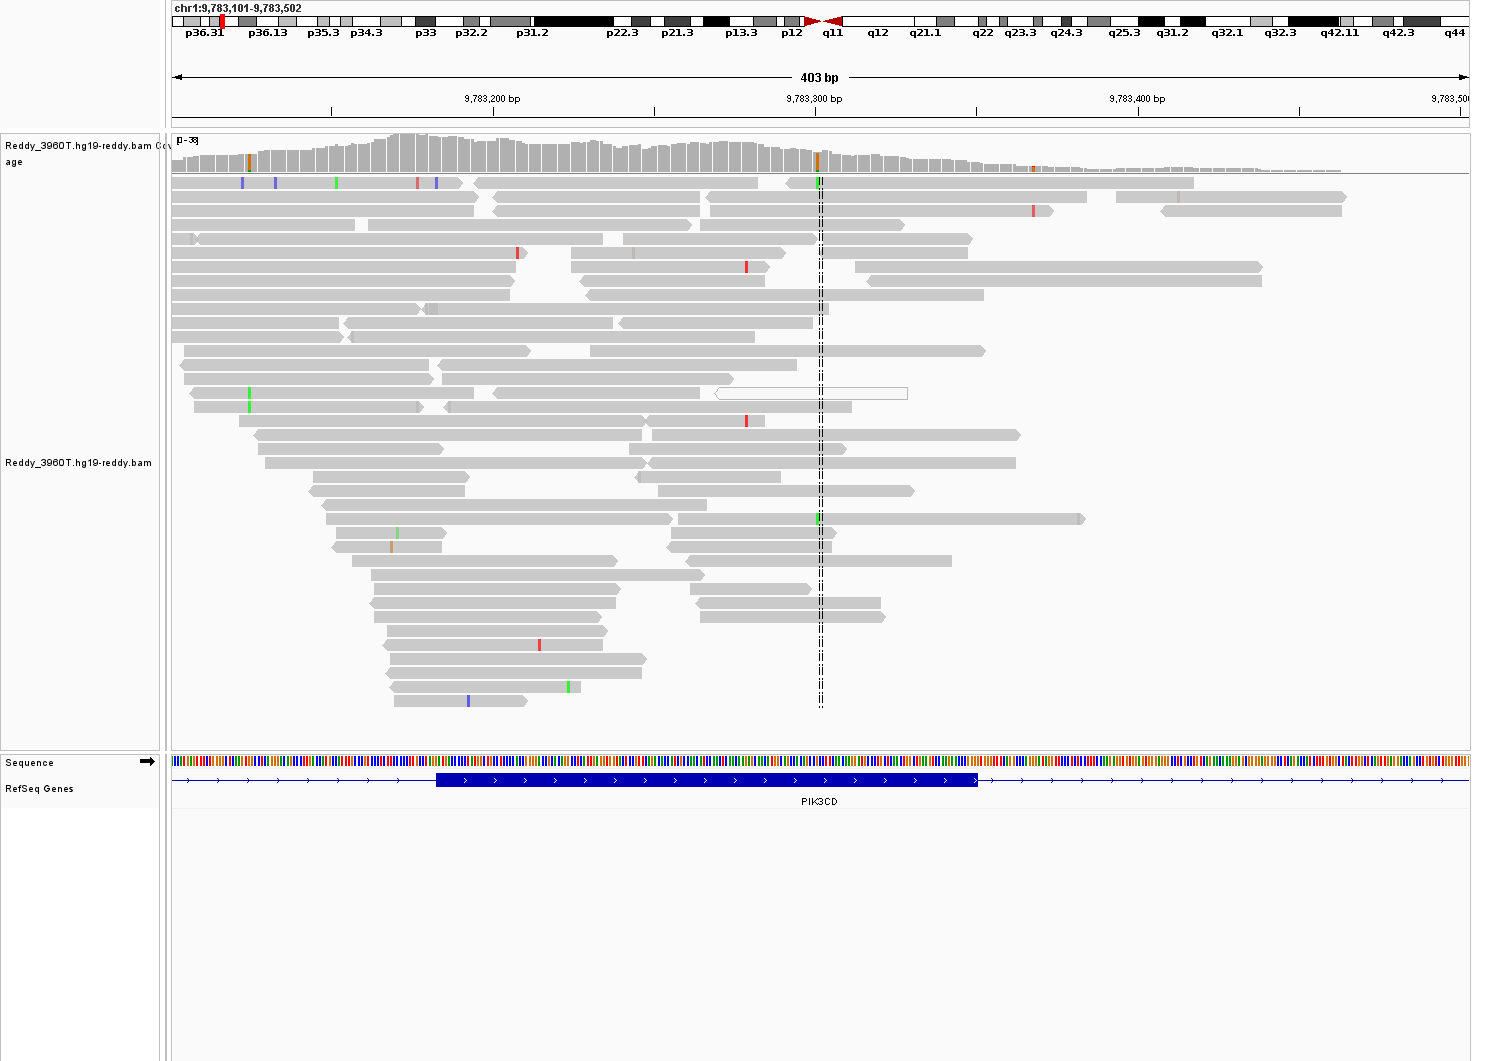 chr1:9,783,101-9,783,502
p36.31 p36.13 p35.3 p34.3 p33 p32.2 p31.2 p22.3 p21.3 p13.3 p12 q11 q12 q21.1 q22 q23.3 q24.3 q25.3 q31.2 q32.1 q32.3 q42.11 q42.3 q44
403 bp
9,783,200 bp 9,783,300 bp 9,783,400 bp 9,783,50
Reddy_3960T.hg19-reddy.bam Cov
age
[0-38]
Reddy_3960T.hg19-reddy.bam
Sequence
RefSeq Genes
PIK3CD